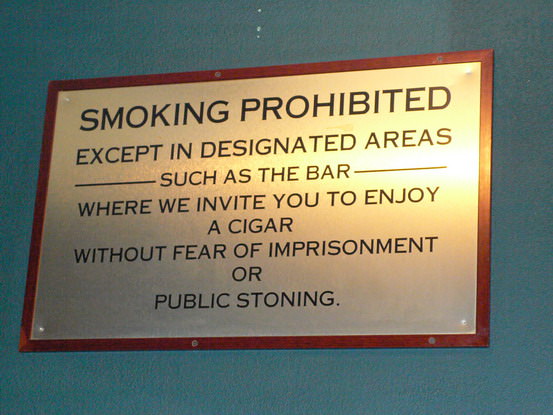 SMOKING PROHIBITED
EXCEPT IN DESIGNATED AREAS
SUCH AS THE BAR
WHERE WE INVITE YOU TO ENJOY
A CIGAR
WITHOUT FEAR OF IMPRISONMENT
OR
PUBLIC STONING.